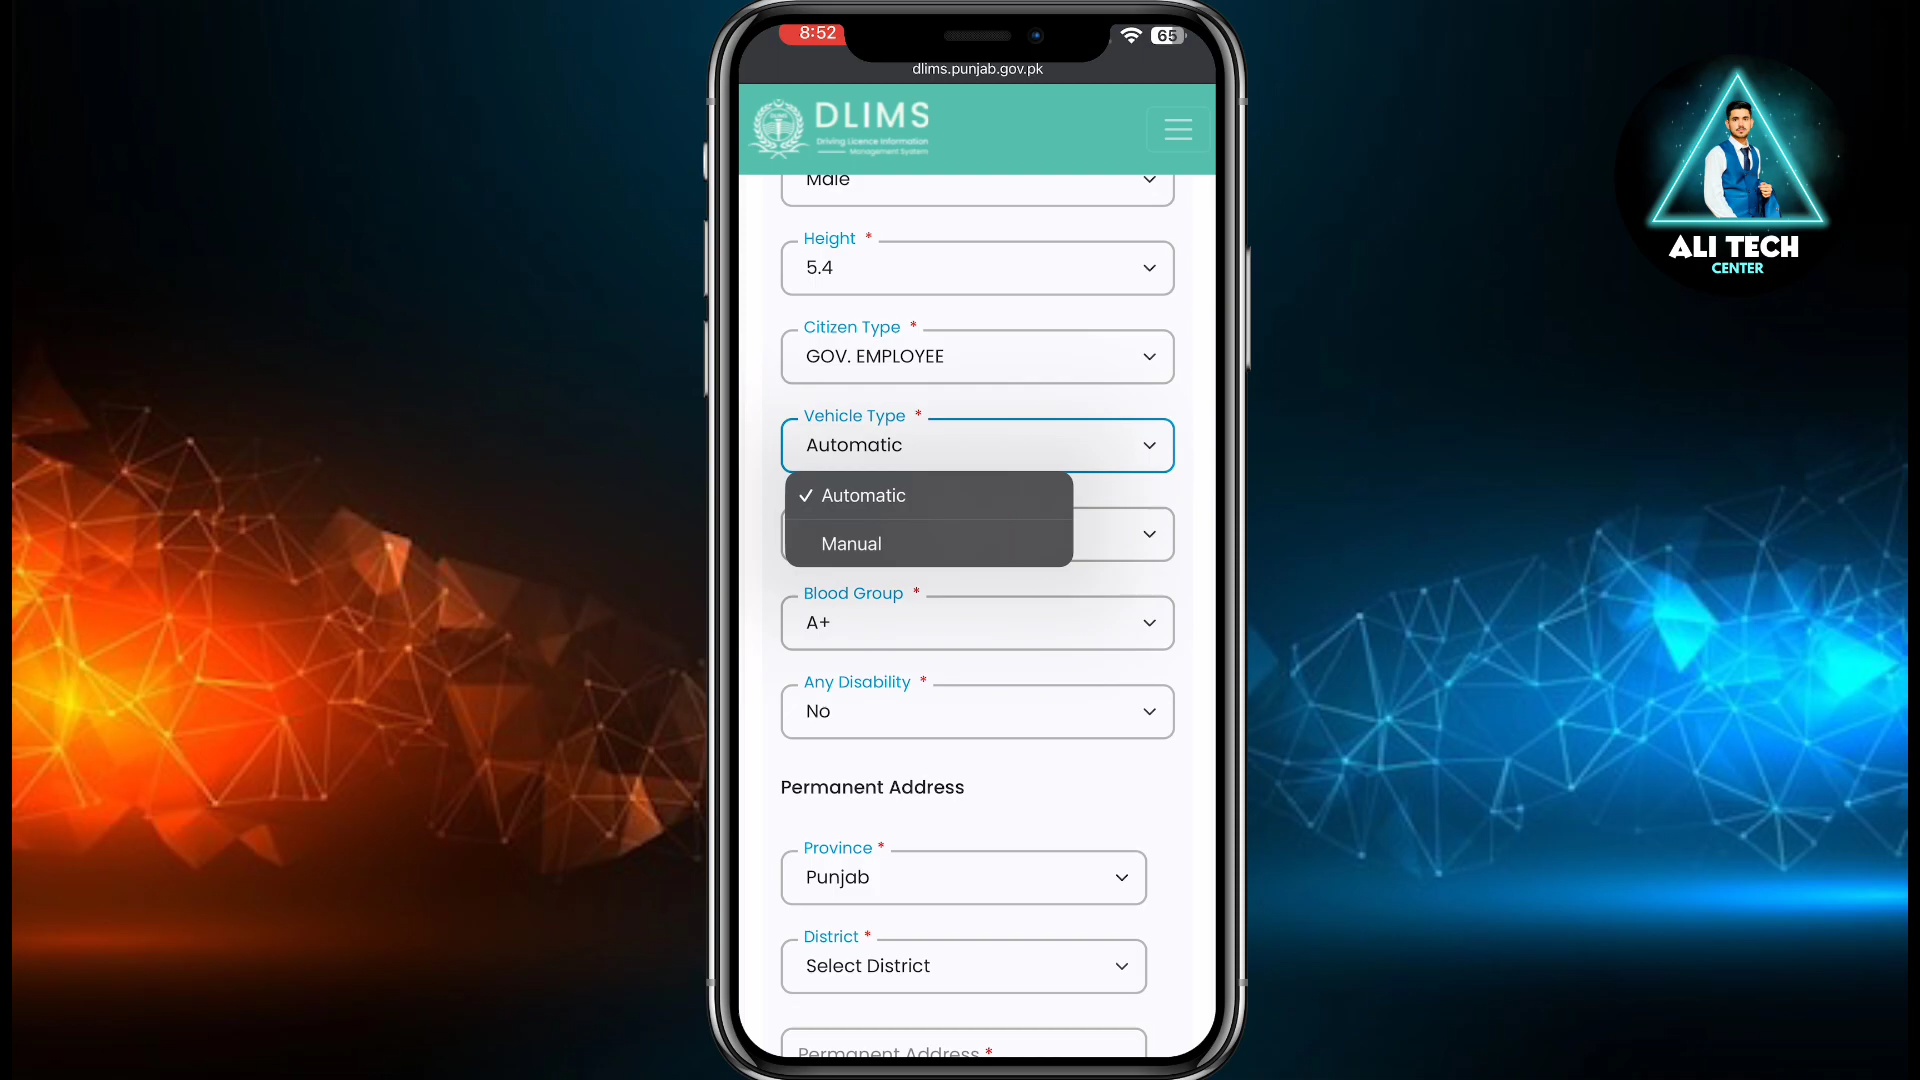 8:52
65
dlims.punjab.gov.pk
DLIMS
Driving Licence Information
Management System
Male
Height *
5.4
Citizen Type *
GOV. EMPLOYEE
Vehicle Type *
Automatic
✓ Automatic
Manual
Blood Group *
A+
Any Disability *
No
Permanent Address
Province *
Punjab
District *
Select District
Permanent Address *
ALI TECH
CENTER